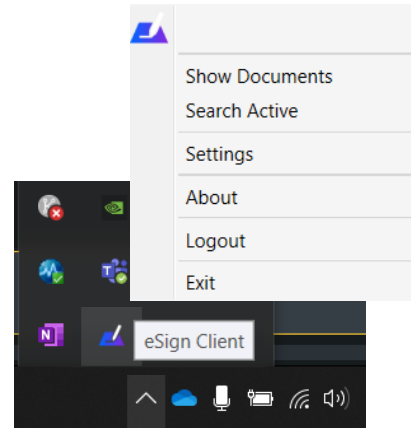 Show Documents
Search Active
Settings
About
Logout
Exit
eSign Client